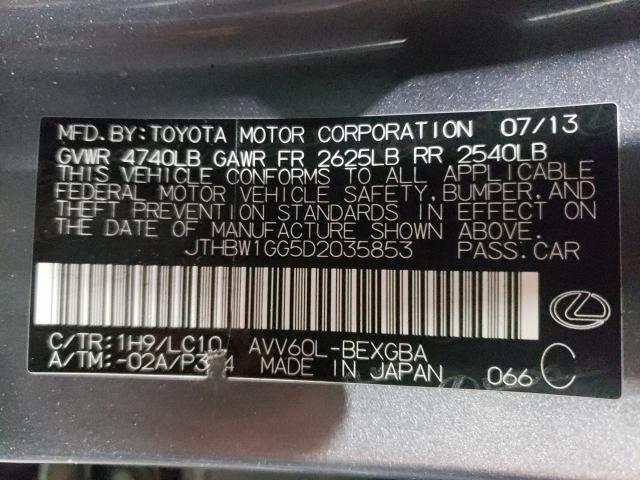 MFD.BY:TOYOTA MOTOR CORPORATION 07/13
GVWR 4740LB GAWR FR 2625LB RR 2540LB
THIS VEHICLE CONFORMS TO ALL APPLICABLE
FEDERAL MOTOR VEHICLE SAFETY, BUMPER, AND
THEFT PREVENTION STANDARDS IN EFFECT ON
THE DATE OF MANUFACTURE SHOWN ABOVE.
JTHBW1GG5D2035853 PASS.CAR
C/TR:1H9/LC10 AVV60L-BEXGBA
A/TM:-02A/ MADE IN JAPAN 066 C